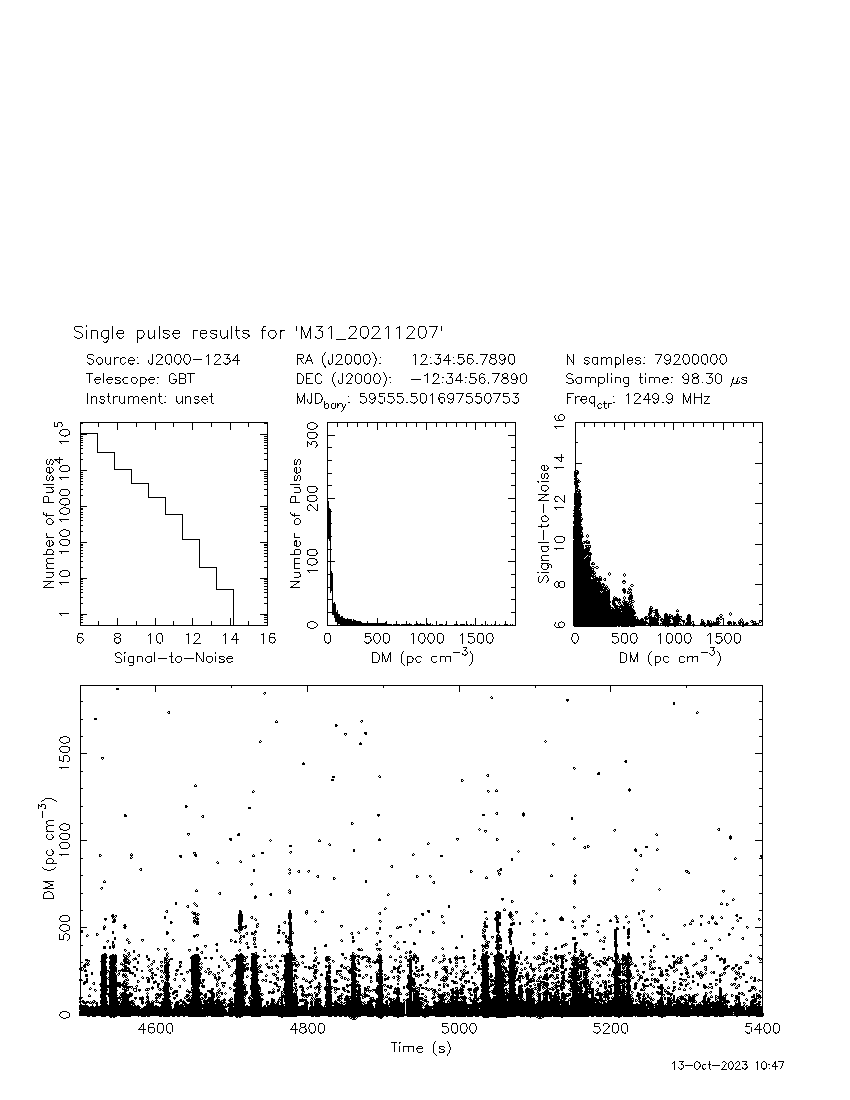 Single pulse results for 'M31_20211207'
Source: J2000−1234 RA (J2000): 12:34:56.7890 N samples: 79200000
Telescope: GBT DEC (J2000): −12:34:56.7890 Sampling time: 98.30 μs
Instrument: unset MJD_bary: 59555.501697550753 Freq_ctr: 1249.9 MHz
Number of Pulses
1 10 100 1000 10^4 10^5
6 8 10 12 14 16
Signal−to−Noise
Number of Pulses
0 100 200 300
0 500 1000 1500
DM (pc cm^−3)
Signal−to−Noise
6 8 10 12 14 16
0 500 1000 1500
DM (pc cm^−3)
DM (pc cm^−3)
0 500 1000 1500
4600 4800 5000 5200 5400
Time (s)
13−Oct−2023 10:47